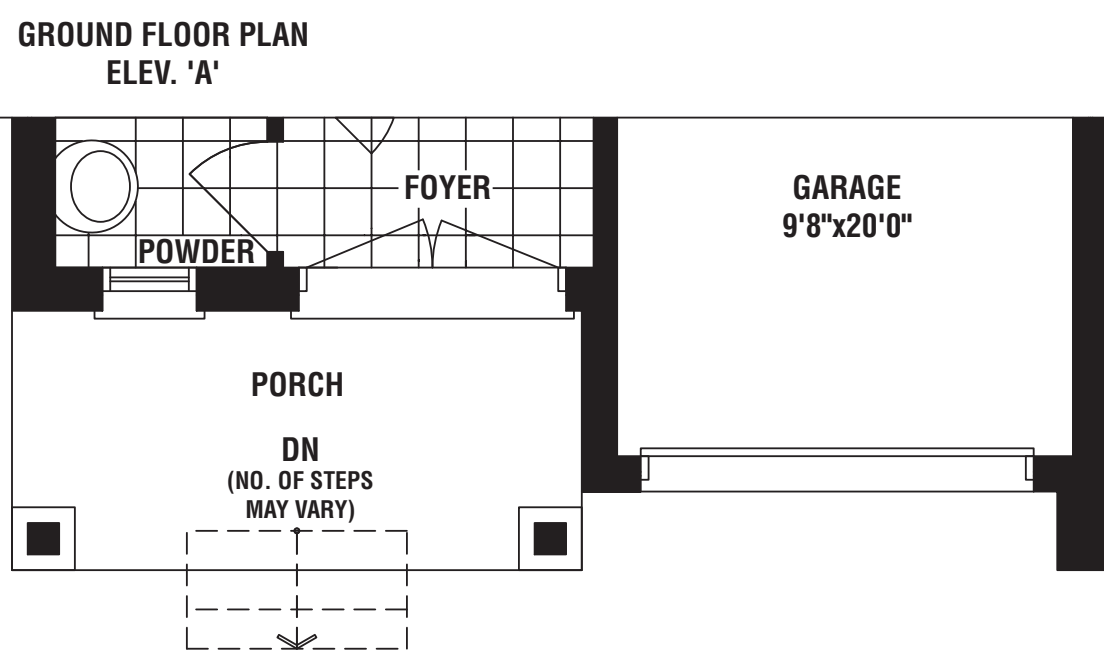 GROUND FLOOR PLAN
ELEV. 'A'
FOYER
GARAGE
9'8"x20'0"
POWDER
PORCH
DN
(NO. OF STEPS
MAY VARY)